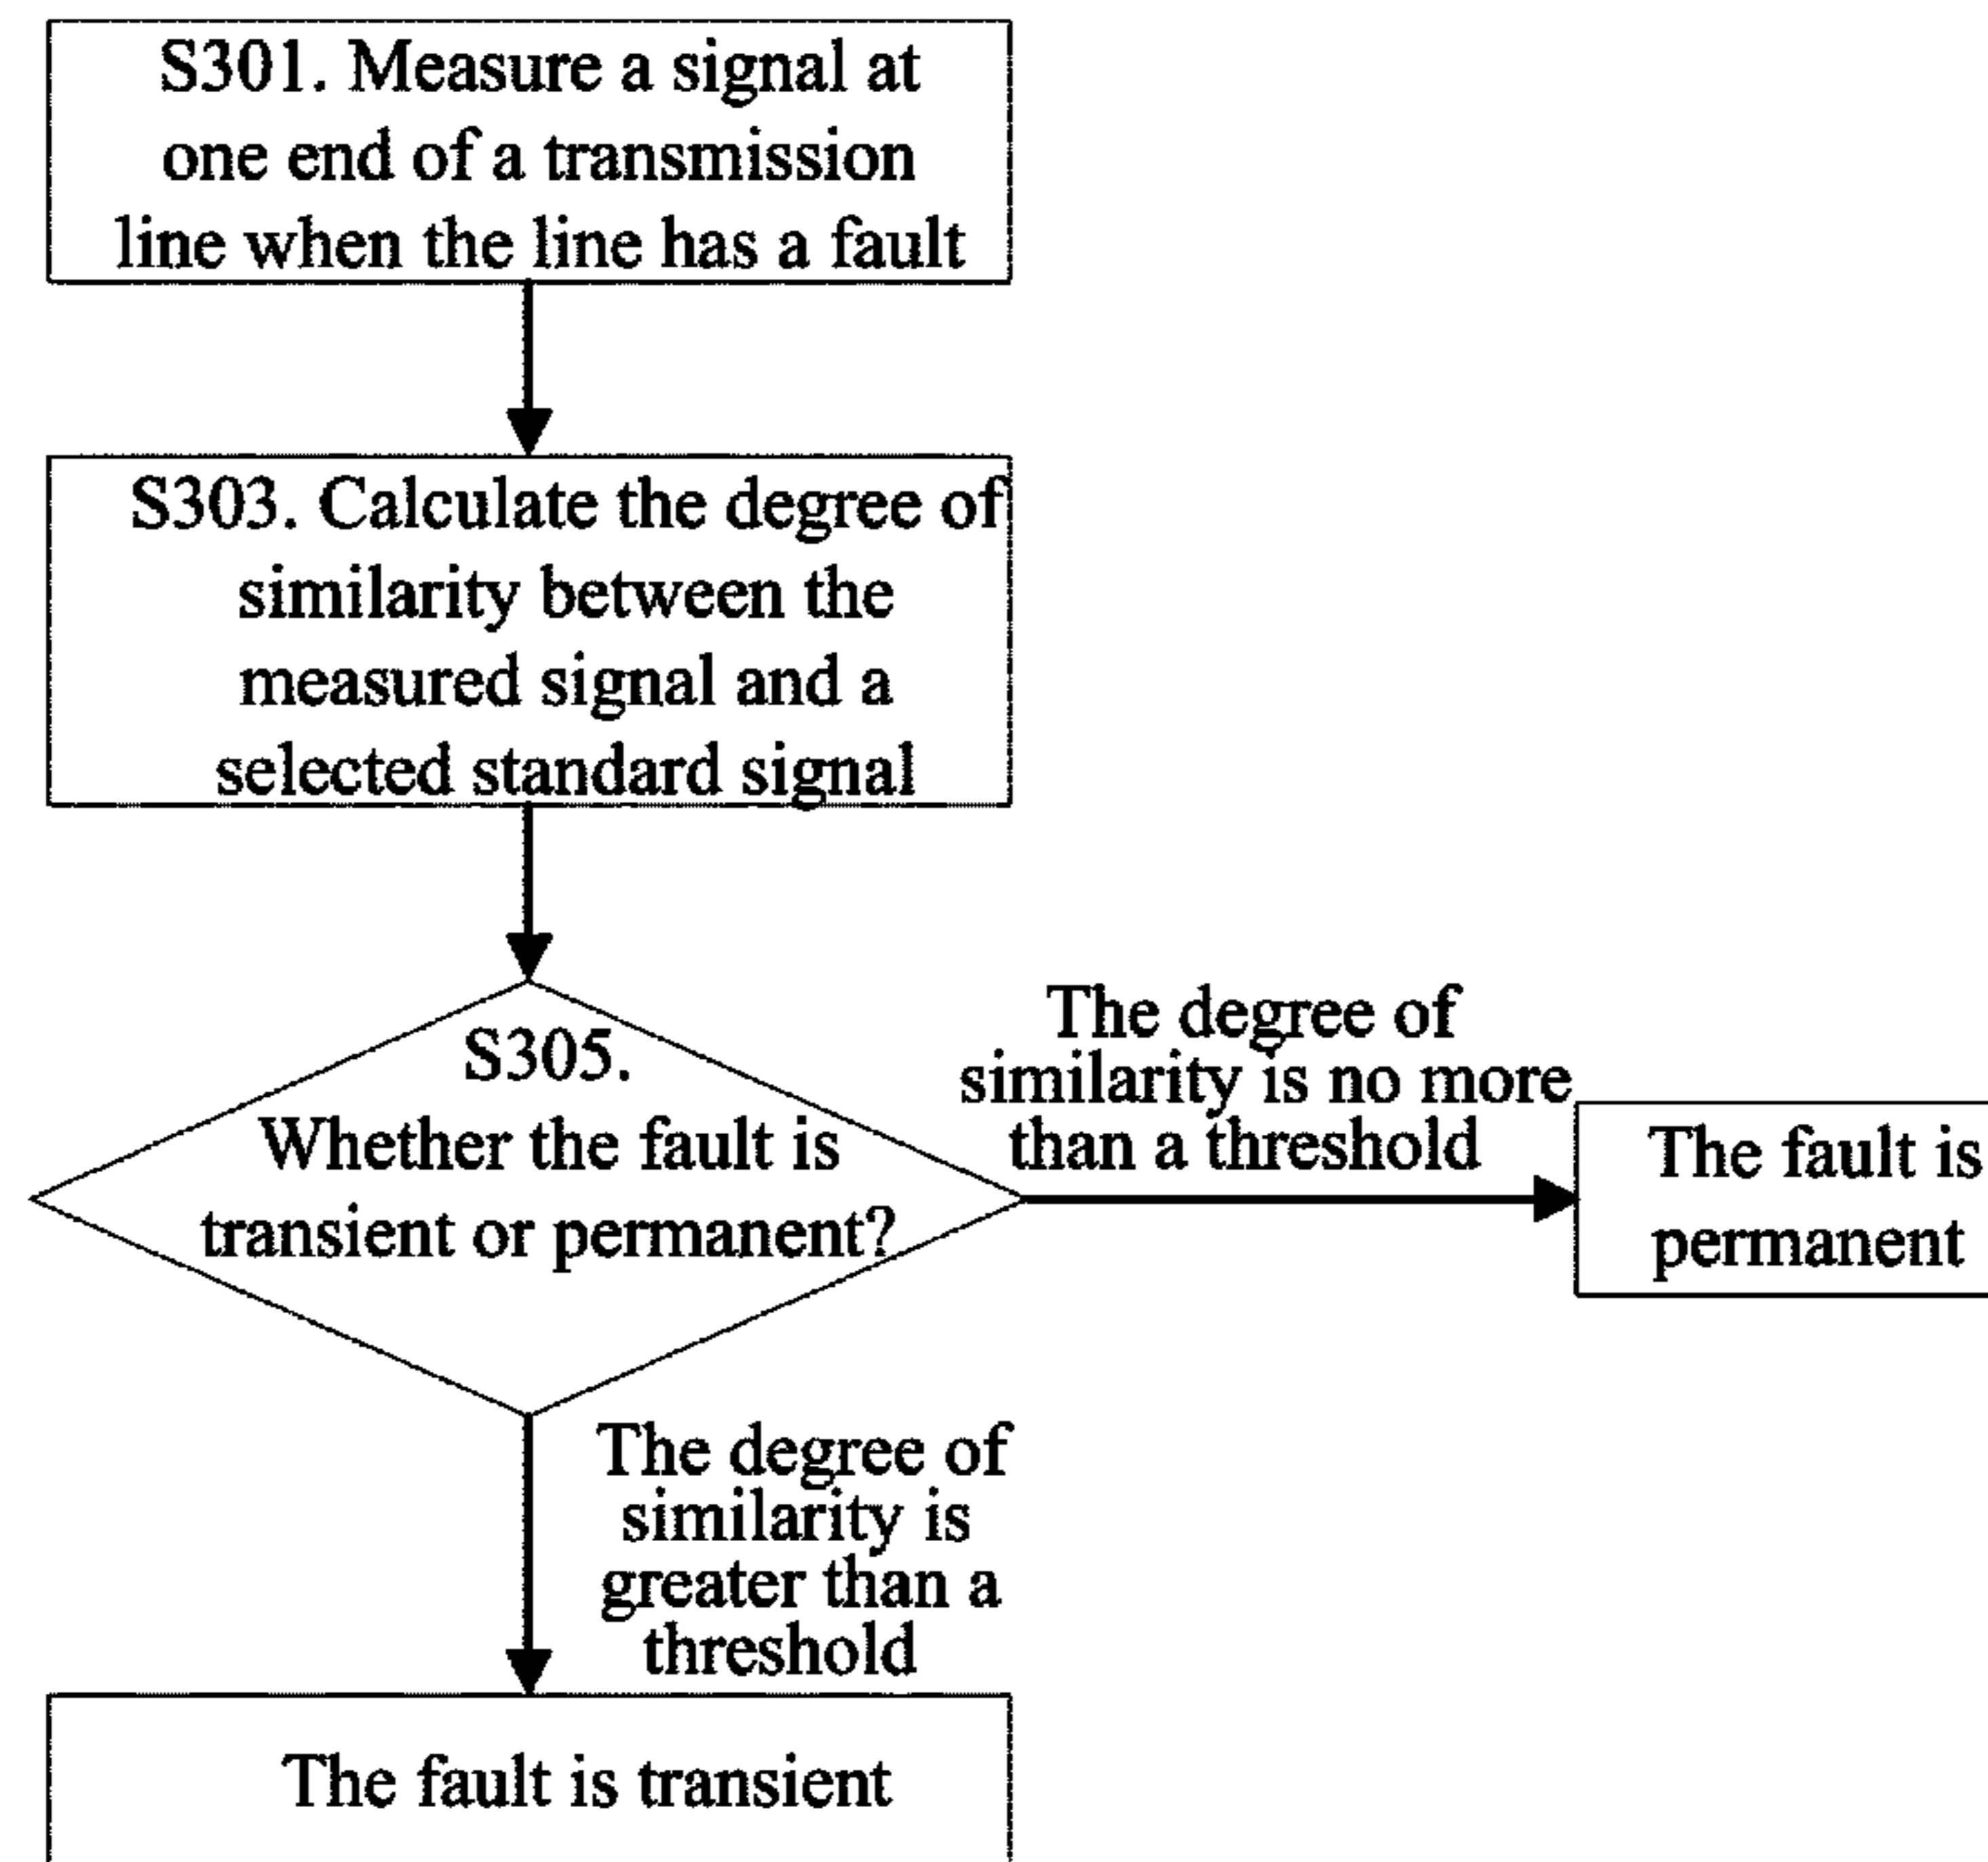 S301. Measure a signal at
one end of a transmission
line when the line has a fault
S303. Calculate the degree of
similarity between the
measured signal and a
selected standard signal
S305.
Whether the fault is
transient or permanent?
The degree of
similarity is no more
than a threshold
The fault is
permanent
The degree of
similarity is
greater than a
threshold
The fault is transient